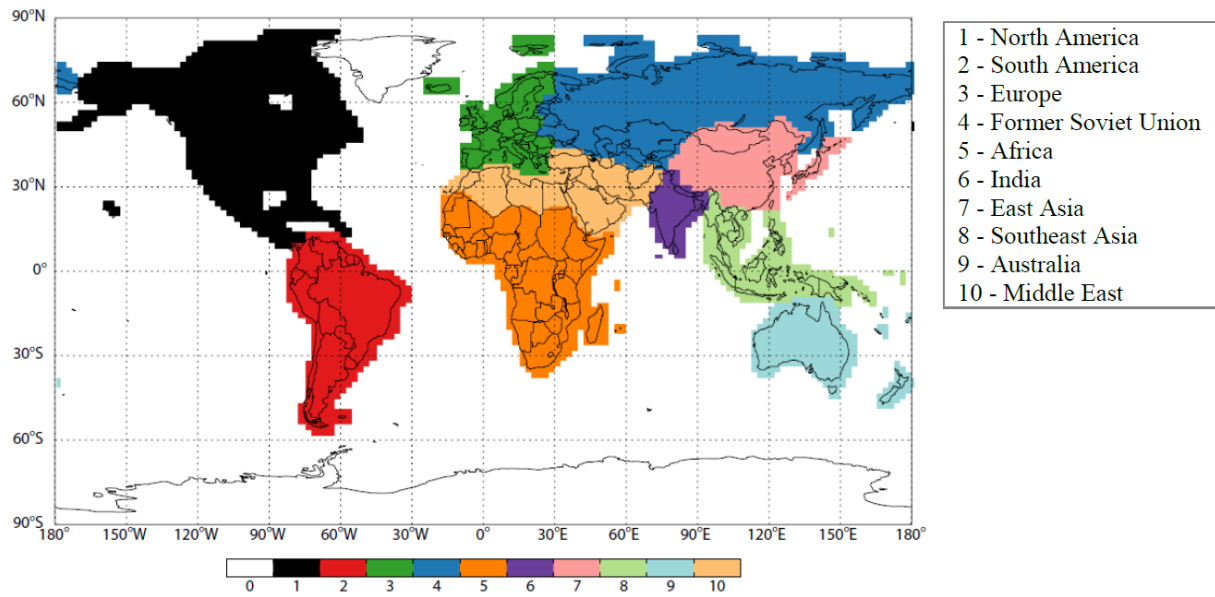 90°N
60°N
30°N
0°
30°S
60°S
90°S
180° 150°W 120°W 90°W 60°W 30°W 0° 30°E 60°E 90°E 120°E 150°E 180°
0 1 2 3 4 5 6 7 8 9 10
1 - North America
2 - South America
3 - Europe
4 - Former Soviet Union
5 - Africa
6 - India
7 - East Asia
8 - Southeast Asia
9 - Australia
10 - Middle East